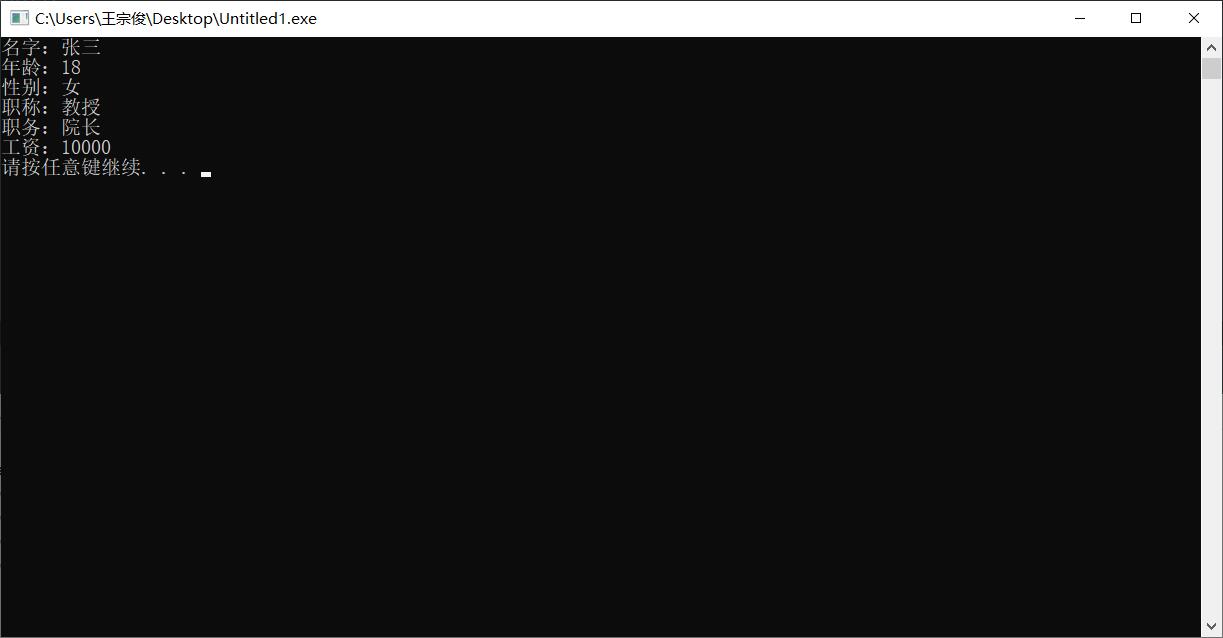 C:\Users\王宗俊\Desktop\Untitled1.exe
名字：张三
年龄：18
性别：女
职称：教授
职务：院长
工资：10000
请按任意键继续. . .